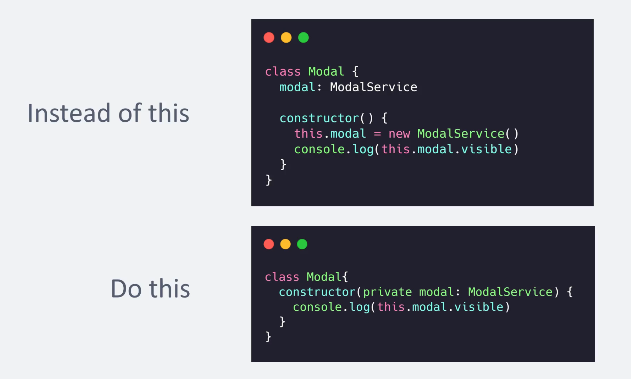 Instead of this
class Modal {
  modal: ModalService

  constructor() {
    this.modal = new ModalService()
    console.log(this.modal.visible)
  }
}
Do this
class Modal{
  constructor(private modal: ModalService) {
    console.log(this.modal.visible)
  }
}